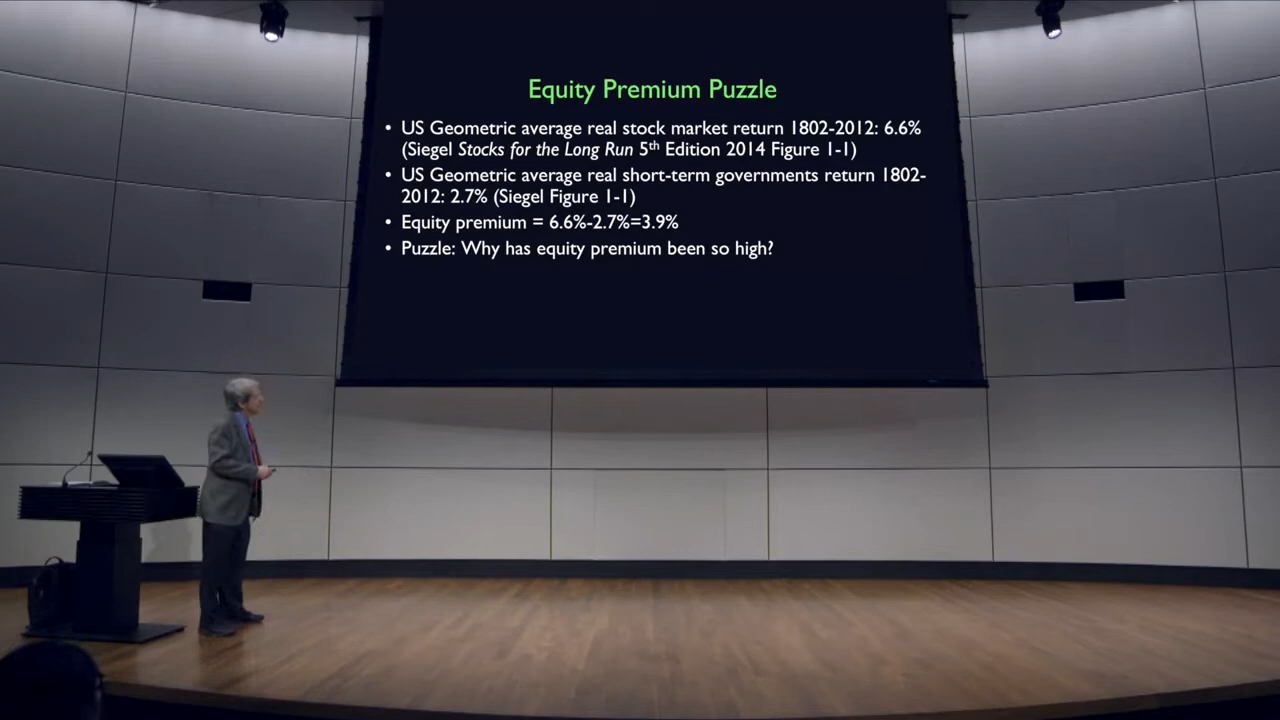 Equity Premium Puzzle
• US Geometric average real stock market return 1802-2012: 6.6%
(Siegel Stocks for the Long Run 5th Edition 2014 Figure 1-1)
• US Geometric average real short-term governments return 1802-
2012: 2.7% (Siegel Figure 1-1)
• Equity premium = 6.6%-2.7%=3.9%
• Puzzle: Why has equity premium been so high?